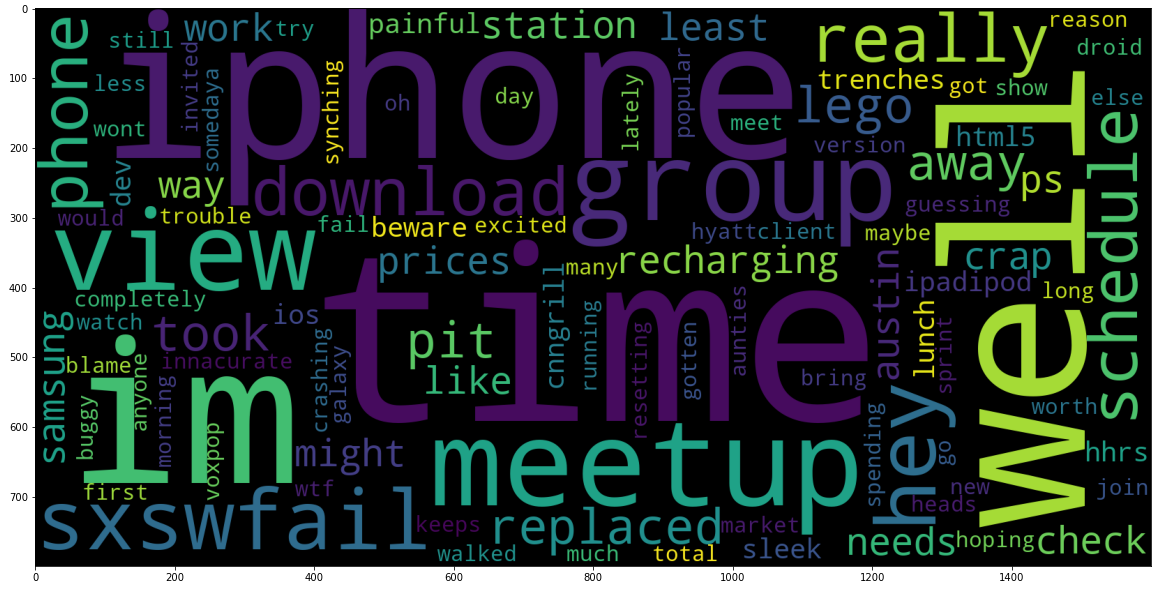 0
100
200
300
400
500
600
700
0
200
400
600
800
1000
1200
1400
phone
still
work
try
painful
station
least
really
reason
droid
less
invited
iphone
synching
oh
day
lately
popular
meet
lego
trenches
got
show
else
wont
somedaya
version
html5
well
schedule
dev
way
download
group
away
ps
guessing
would
trouble
fail
beware
excited
hyatt
client
maybe
view
prices
many
recharging
crap
ipadipod
long
completely
watch
took
ios
time
austin
lunch
samsung
blame
innacurate
crashing
galaxy
pit
like
cnngrill
running
resetting
gotten
aunties
bring
sprint
im
buggy
anyone
morning
voxpop
might
meetup
spending
hey
go
worth
hhrs
first
wtf
new
join
heads
sxswfail
keeps
replaced
market
walked
much
total
sleek
needs
hoping
check